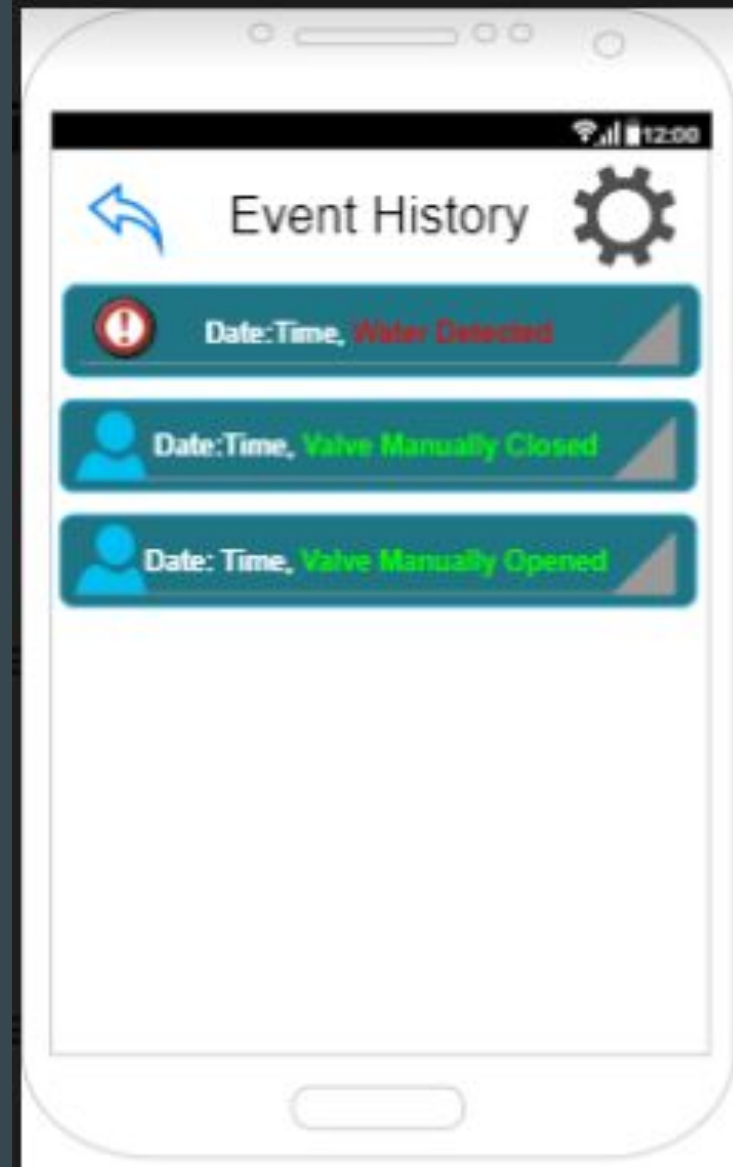 12:00
Event History
Date:Time, Water Detected
Date:Time, Valve Manually Closed
Date: Time, Valve Manually Opened